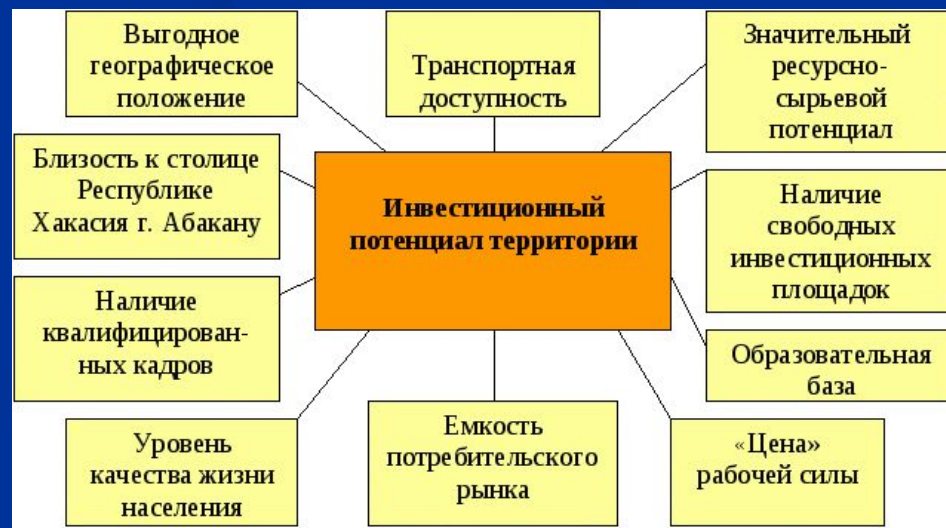 Выгодное
географическое
положение
Транспортная
доступность
Значительный
ресурсно-
сырьевой
потенциал
Близость к столице
Республике
Хакасия г. Абакану
Инвестиционный
потенциал территории
Наличие
свободных
инвестиционных
площадок
Наличие
квалифицирован-
ных кадров
Образовательная
база
Уровень
качества жизни
населения
Емкость
потребительского
рынка
«Цена»
рабочей силы